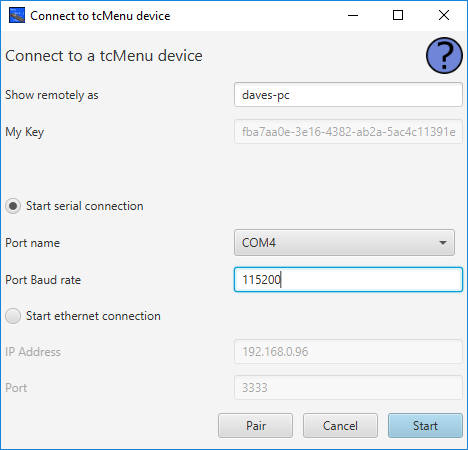 Connect to tcMenu device
Connect to a tcMenu device
?
Show remotely as daves-pc
My Key fba7aa0e-3e16-4382-ab2a-5ac4c11391e
Start serial connection
Port name COM4
Port Baud rate 115200
Start ethernet connection
IP Address 192.168.0.96
Port 3333
Pair Cancel Start